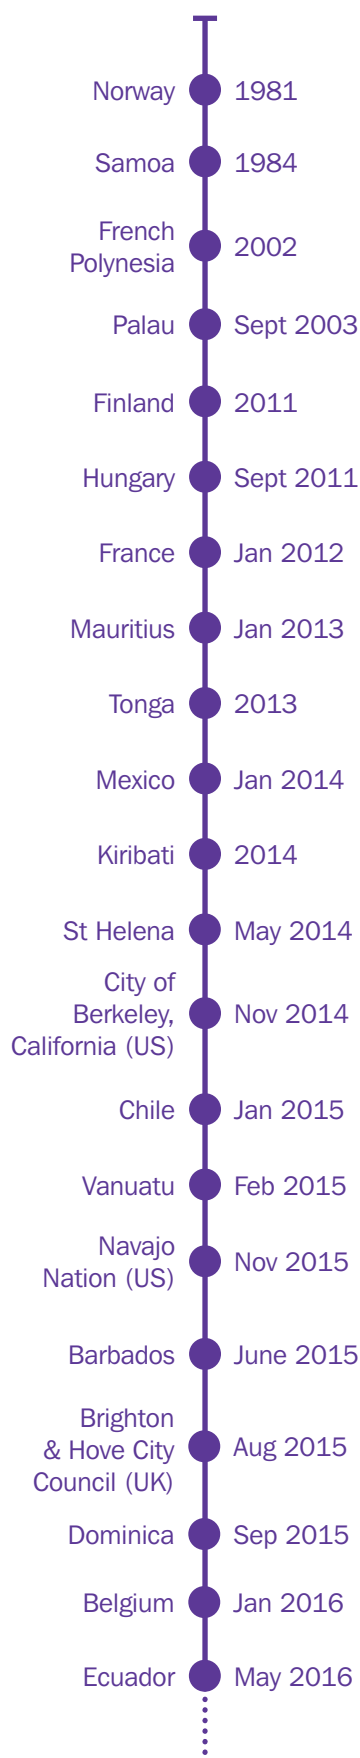 Norway 1981
Samoa 1984
French
Polynesia 2002
Palau Sept 2003
Finland 2011
Hungary Sept 2011
France Jan 2012
Mauritius Jan 2013
Tonga 2013
Mexico Jan 2014
Kiribati 2014
St Helena May 2014
City of
Berkeley,
California (US) Nov 2014
Chile Jan 2015
Vanuatu Feb 2015
Navajo
Nation (US) Nov 2015
Barbados June 2015
Brighton
& Hove City
Council (UK) Aug 2015
Dominica Sep 2015
Belgium Jan 2016
Ecuador May 2016